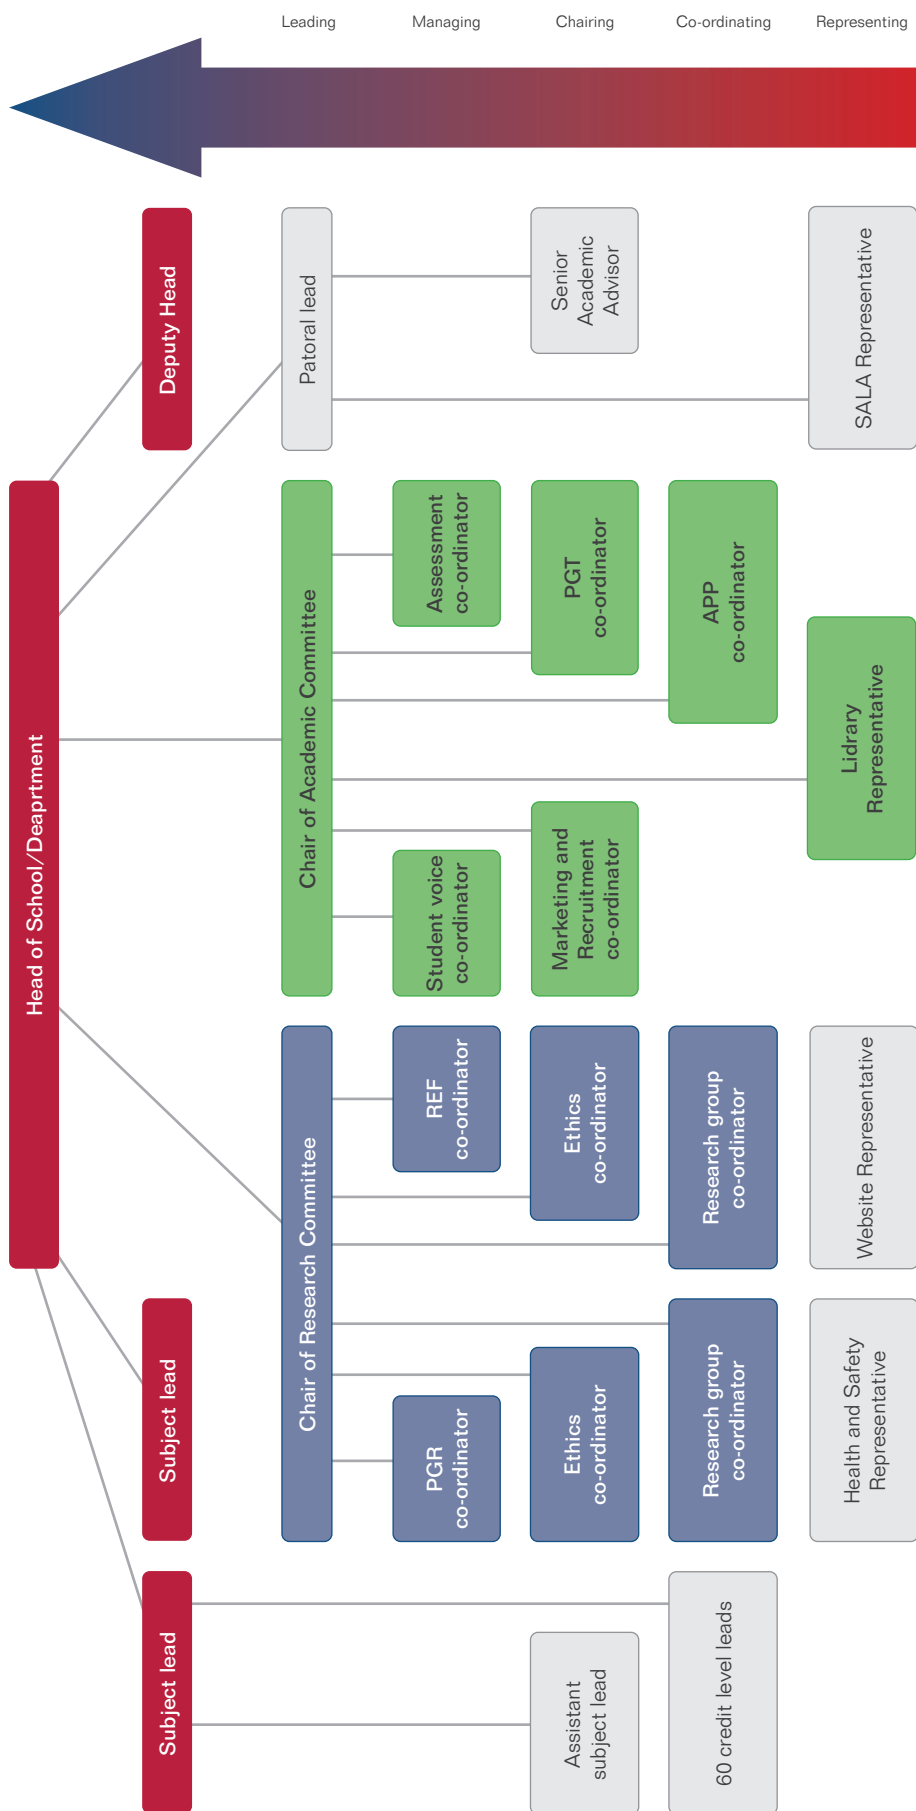 Leading
Managing
Chairing
Co-ordinating
Representing
Head of School/Deaprtment
Deputy Head
Patoral lead
Senior
Academic
Advisor
SALA Representative
Chair of Academic Committee
Assessment
co-ordinator
PGT
co-ordinator
APP
co-ordinator
Lidrary
Representative
Student voice
co-ordinator
Marketing and
Recruitment
co-ordinator
Chair of Research Committee
REF
co-ordinator
Ethics
co-ordinator
Research group
co-ordinator
Website Representative
PGR
co-ordinator
Ethics
co-ordinator
Research group
co-ordinator
Health and Safety
Representative
Subject lead
Subject lead
Assistant
subject lead
60 credit level leads